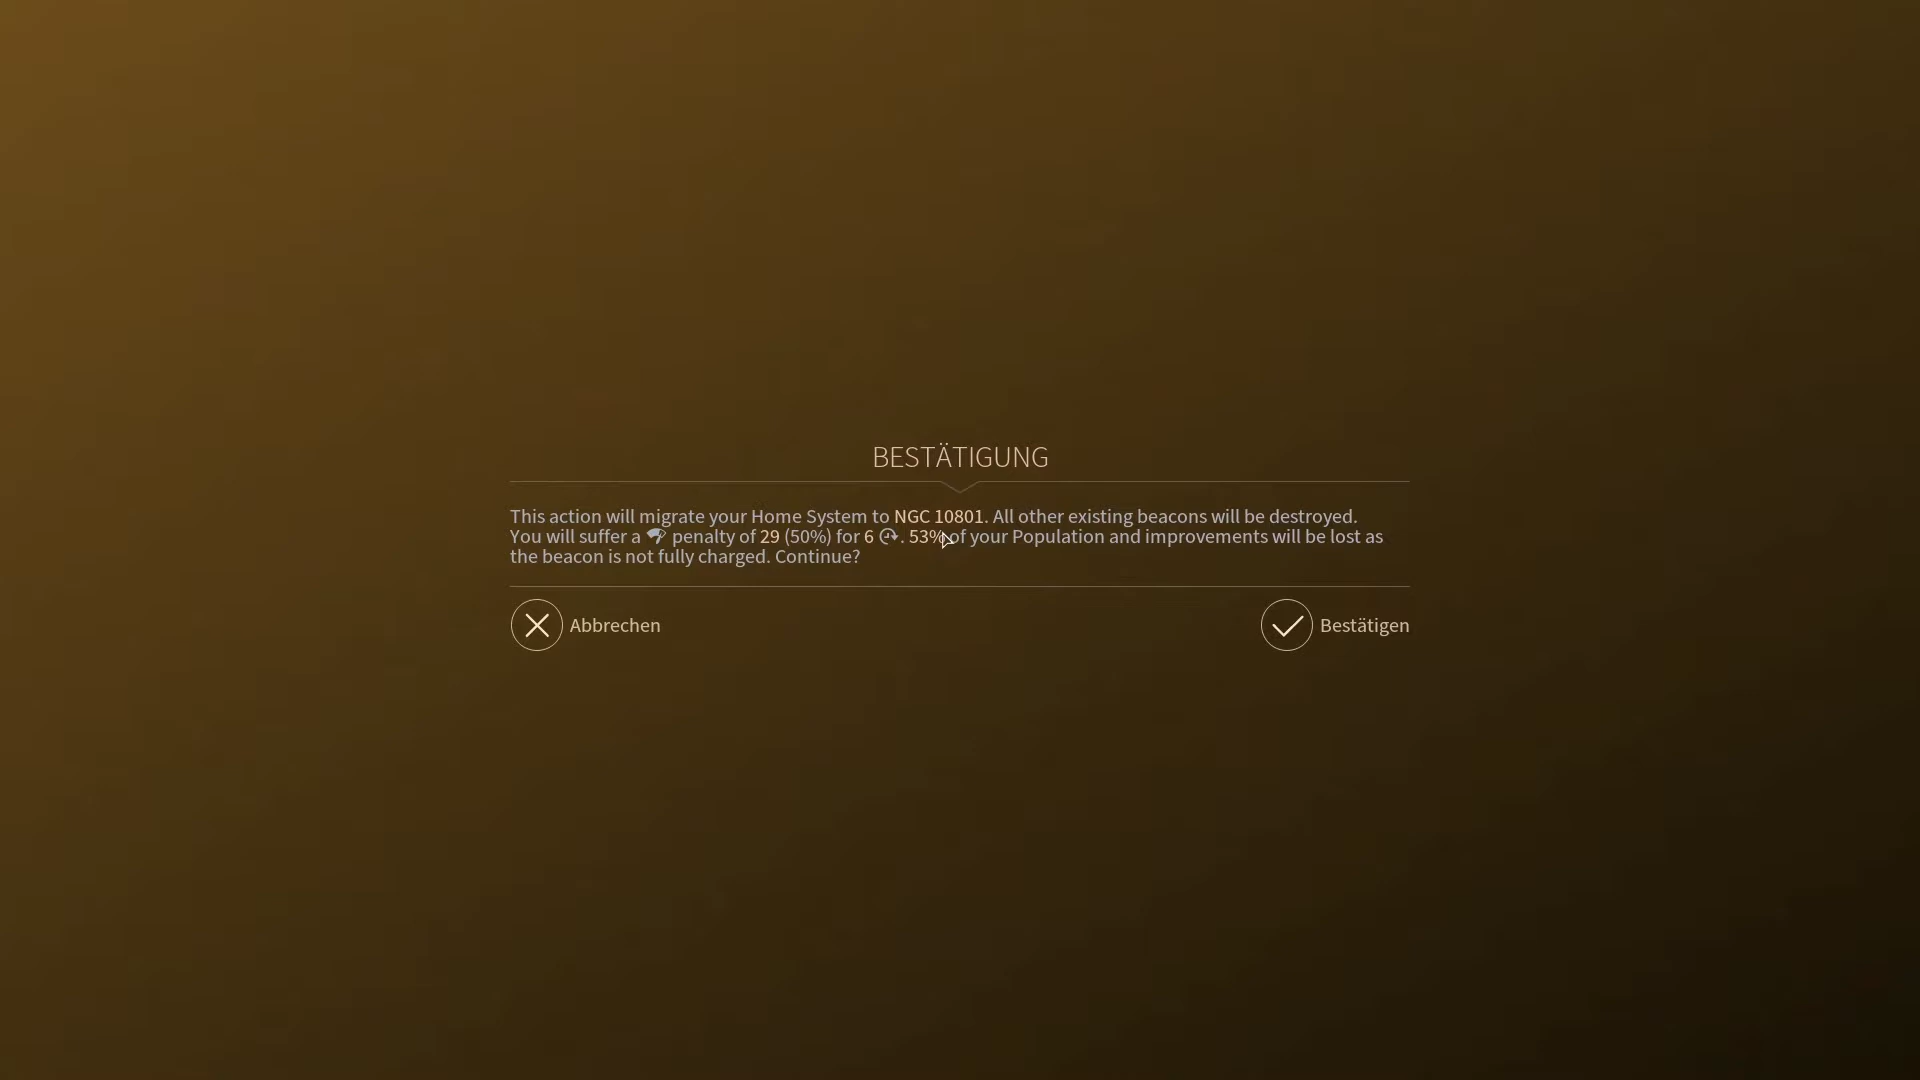 BESTÄTIGUNG
This action will migrate your Home System to NGC 10801. All other existing beacons will be destroyed.
You will suffer a penalty of 29 (50%) for 6 . 53% of your Population and improvements will be lost as
the beacon is not fully charged. Continue?
Abbrechen
Bestätigen